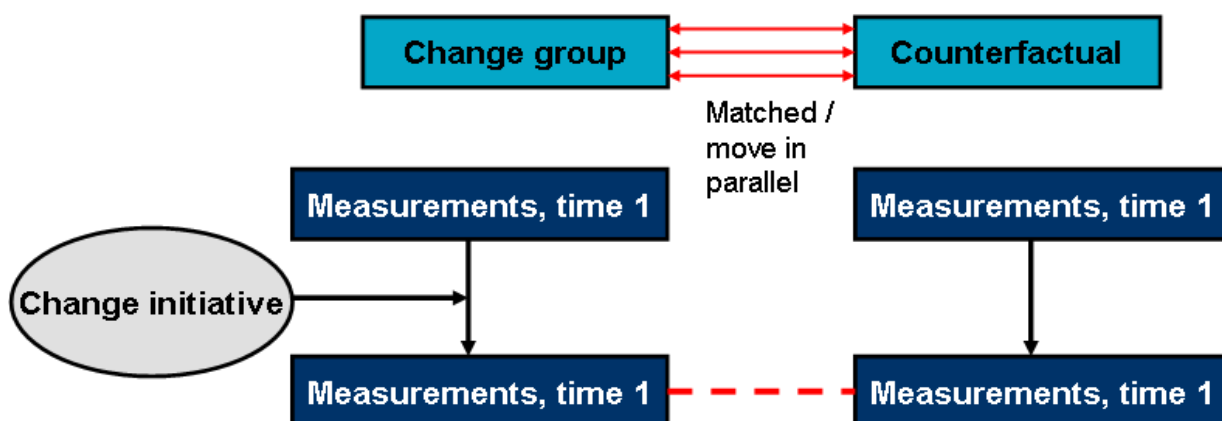 Change group
Counterfactual
Matched /
move in
parallel
Measurements, time 1
Measurements, time 1
Change initiative
Measurements, time 1
Measurements, time 1